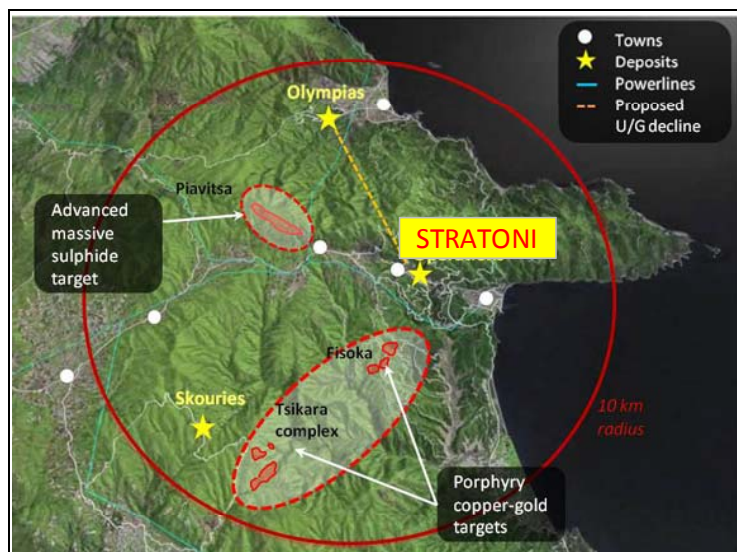 Towns
Deposits
Powerlines
Proposed
U/G decline
Olympias
Piavitsa
Advanced
massive
sulphide
target
STRATONI
Fisoka
Skouries
Tsikara
complex
10 km
radius
Porphyry
copper-gold
targets